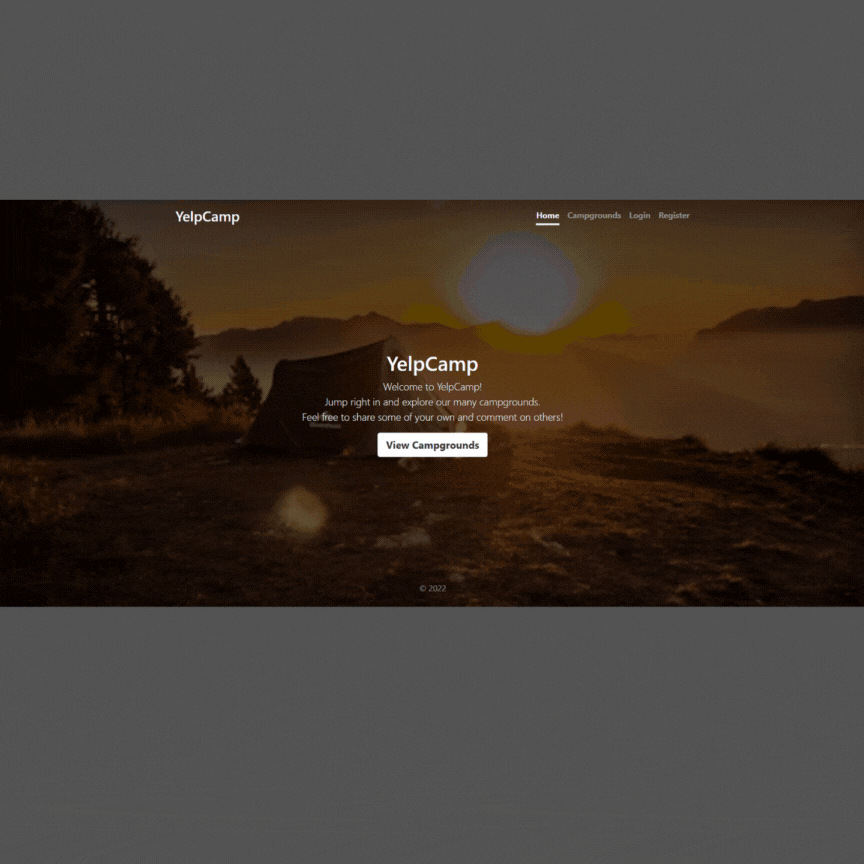 YelpCamp
Home Campgrounds Login Register
YelpCamp
Welcome to YelpCamp!
Jump right in and explore our many campgrounds.
Feel free to share some of your own and comment on others!
View Campgrounds
© 2022